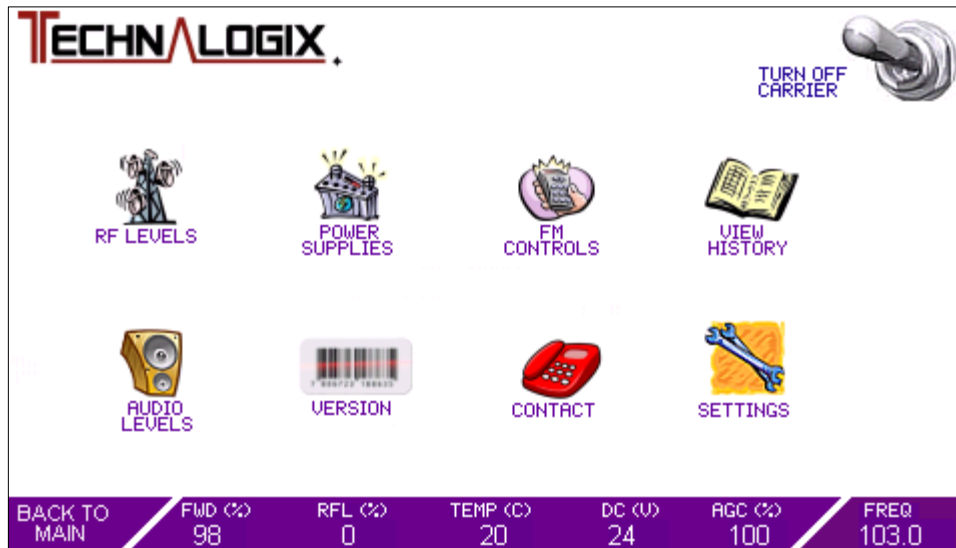 TECHNALOGIX
TURN OFF
CARRIER
RF LEVELS
POWER
SUPPLIES
FM
CONTROLS
VIEW
HISTORY
AUDIO
LEVELS
VERSION
CONTACT
SETTINGS
BACK TO
MAIN
FWD (%)
98
RFL (%)
0
TEMP (C)
20
DC (V)
24
AGC (%)
100
FREQ
103.0